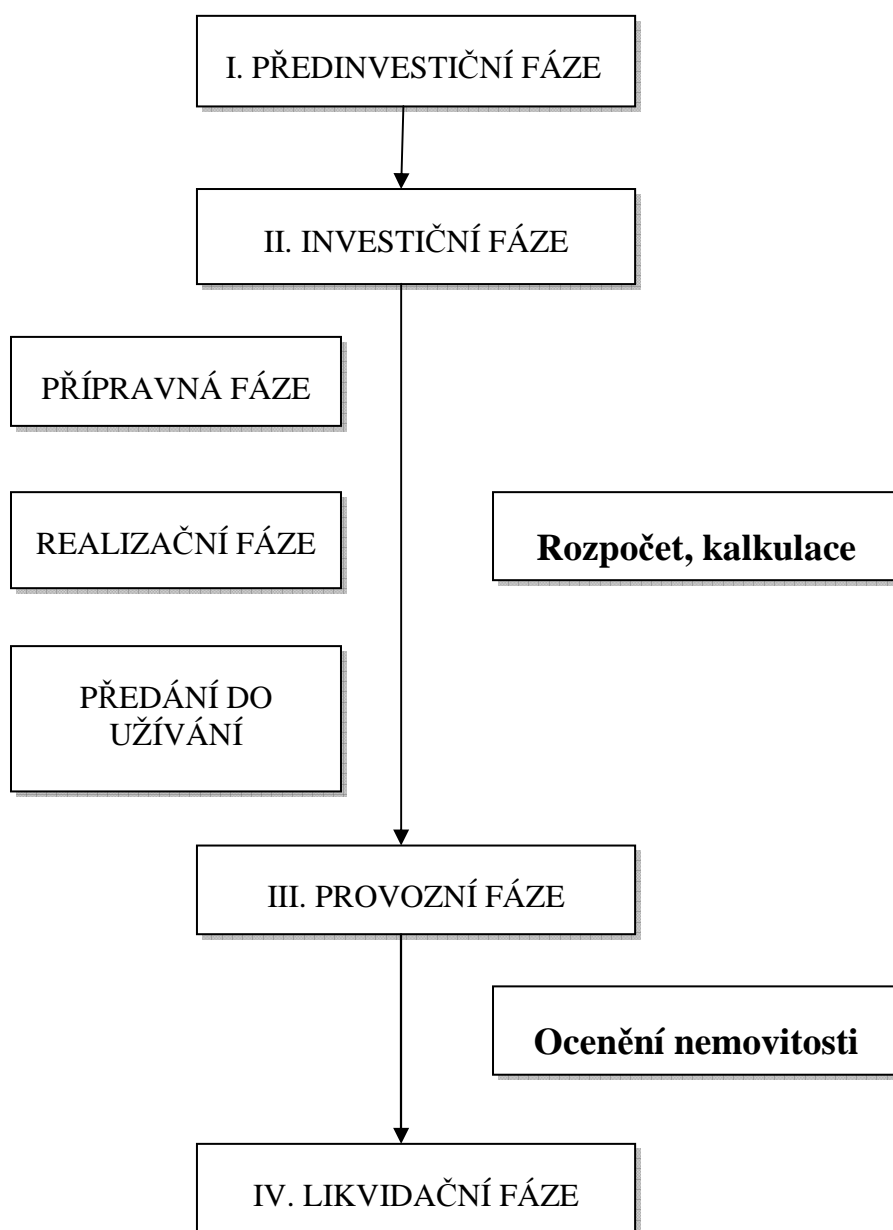 I. PŘEDINVESTIČNÍ FÁZE
II. INVESTIČNÍ FÁZE
PŘÍPRAVNÁ FÁZE
REALIZAČNÍ FÁZE
Rozpočet, kalkulace
PŘEDÁNÍ DO
UŽÍVÁNÍ
III. PROVOZNÍ FÁZE
Ocenění nemovitosti
IV. LIKVIDAČNÍ FÁZE